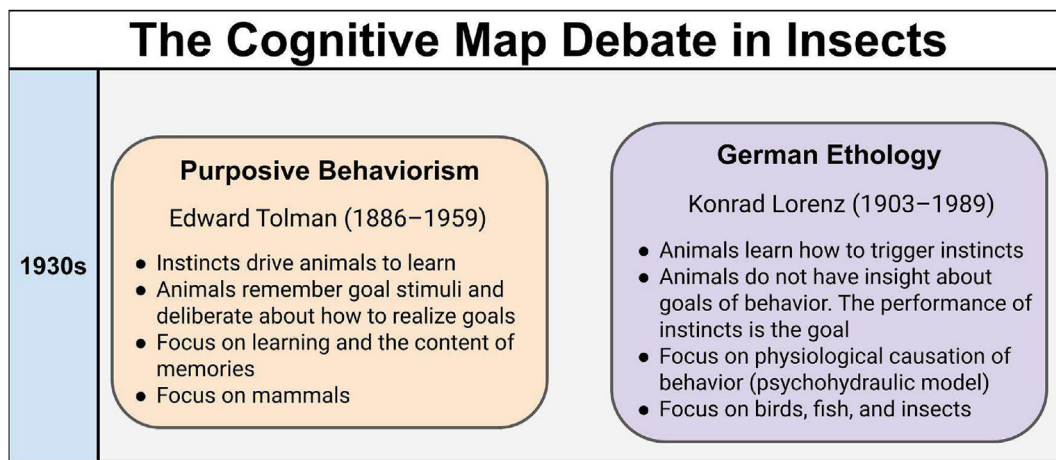 The Cognitive Map Debate in Insects
1930s
Purposive Behaviorism
Edward Tolman (1886–1959)
● Instincts drive animals to learn
● Animals remember goal stimuli and
deliberate about how to realize goals
● Focus on learning and the content of
memories
● Focus on mammals
German Ethology
Konrad Lorenz (1903–1989)
● Animals learn how to trigger instincts
● Animals do not have insight about
goals of behavior. The performance of
instincts is the goal
● Focus on physiological causation of
behavior (psychohydraulic model)
● Focus on birds, fish, and insects